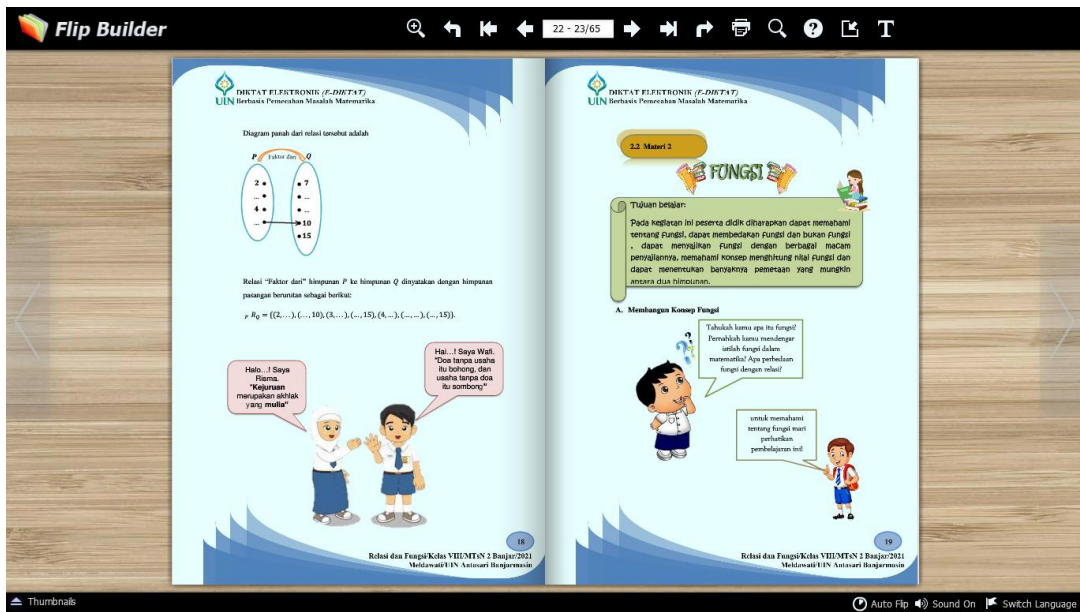 Flip Builder
22 - 23/65
T
DIKTAT ELEKTRONIK (E-DIKTAT)
UIN Berbasis Pemecahan Masalah Matematika
Diagram panah dari relasi tersebut adalah
P Faktor dari Q
2 • • 7
... • • ...
4 • • ...
... • • 10
• 15
Relasi "Faktor dari" himpunan P ke himpunan Q dinyatakan dengan himpunan
pasangan berurutan sebagai berikut:
P R Q = {(2, ...), (..., 10), (3, ...), (..., 15), (4, ...), (..., ...), (..., 15)}.
Halo...! Saya
Risma.
"Kejuruan
merupakan akhlak
yang mulia"
Hai...! Saya Wafi.
"Doa tanpa usaha
itu bohong, dan
usaha tanpa doa
itu sombong"
18
Relasi dan Fungsi/Kelas VIII/MTsN 2 Banjar/2021
Meldawati/UIN Antasari Banjarmasin
DIKTAT ELEKTRONIK (E-DIKTAT)
UIN Berbasis Pemecahan Masalah Matematika
2.2 Materi 2
FUNGSI
Tujuan belajar:
Pada kegiatan ini peserta didik diharapkan dapat memahami
tentang fungsi, dapat membedakan fungsi dan bukan fungsi
, dapat menyajikan fungsi dengan berbagai macam
penyajiannya, memahami konsep menghitung nilai fungsi dan
dapat menentukan banyaknya pemetaan yang mungkin
antara dua himpunan.
A. Membangun Konsep Fungsi
Tahukah kamu apa itu fungsi?
Pernahkah kamu mendengar
istilah fungsi dalam
matematika? Apa perbedaan
fungsi dengan relasi?
untuk memahami
tentang fungsi mari
perhatikan
pembelajaran ini!
19
Relasi dan Fungsi/Kelas VIII/MTsN 2 Banjar/2021
Meldawati/UIN Antasari Banjarmasin
Thumbnails
Auto Flip
Sound On
Switch Language